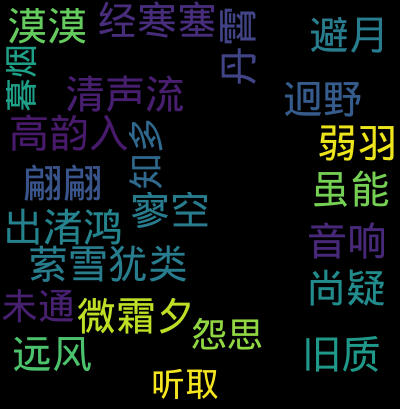 漠漠
经寒塞
丹霄
避月
暮烟
清声流
迥野
高韵入
知多
弱羽
翩翩
虽能
寥空
出渚鸿
音响
萦雪犹类
尚疑
未通
微霜夕
怨思
远风
旧质
听取